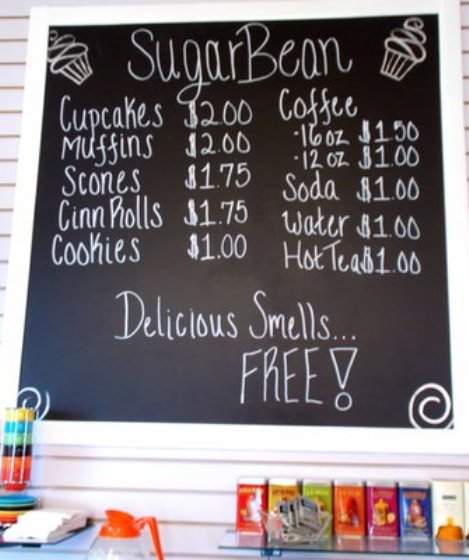 SugarBean
Cupcakes $2.00
Muffins $2.00
Scones $1.75
Cinn Rolls $1.75
Cookies $1.00
Coffee
-16 oz $1.50
-12 oz $1.00
Soda $1.00
Water $1.00
Hot Tea $1.00
Delicious Smells...
FREE!